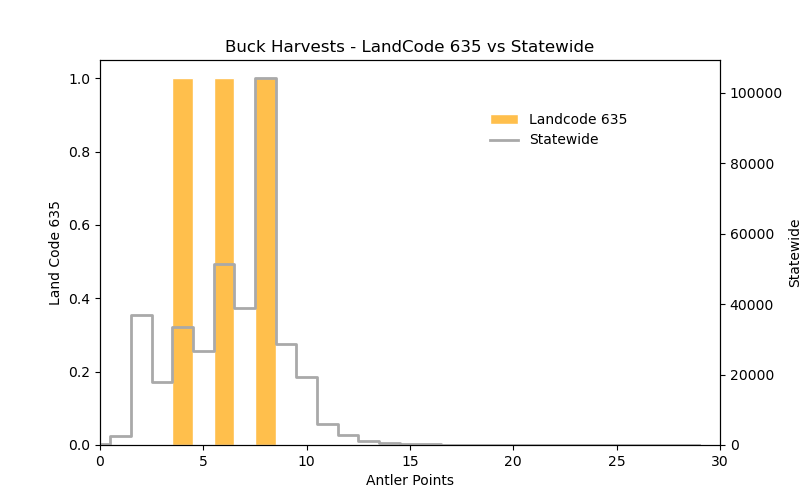 Buck Harvests - LandCode 635 vs Statewide
1.0
0.8
0.6
0.4
0.2
0.0
Land Code 635
Landcode 635
Statewide
100000
80000
60000
40000
20000
0
Statewide
0 5 10 15 20 25 30
Antler Points